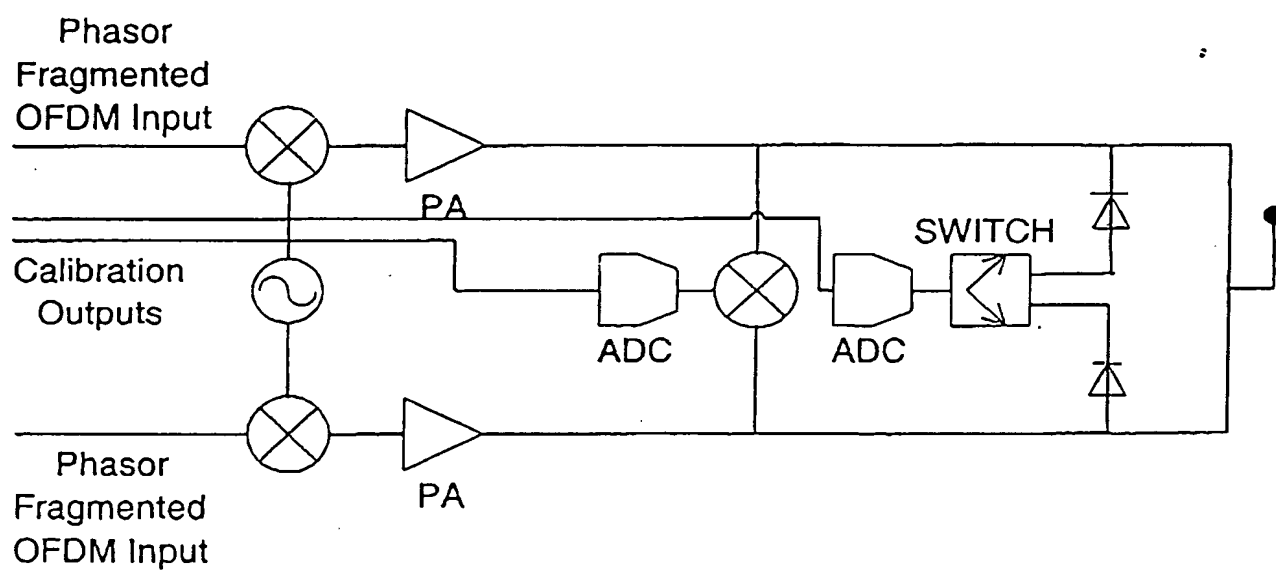 Phasor
Fragmented
OFDM Input
PA
SWITCH
Calibration
Outputs
ADC
ADC
Phasor
Fragmented
OFDM Input
PA